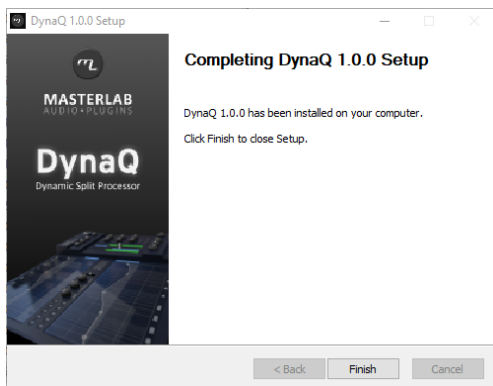 DynaQ 1.0.0 Setup
MASTERLAB
AUDIO•PLUGINS
DynaQ
Dynamic Split Processor
Completing DynaQ 1.0.0 Setup
DynaQ 1.0.0 has been installed on your computer.
Click Finish to close Setup.
< Back
Finish
Cancel